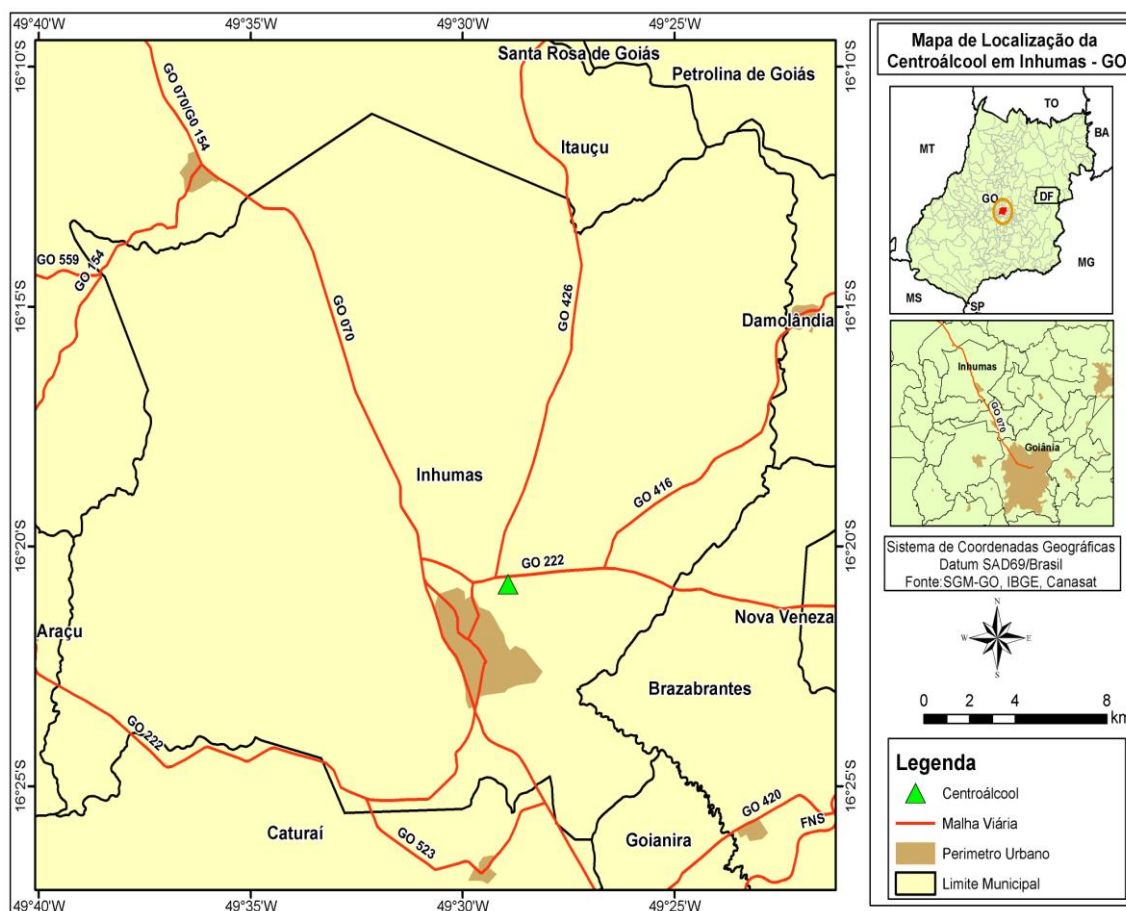 49°40'W
49°35'W
49°30'W
49°25'W
16°10'S
16°15'S
16°20'S
16°25'S
Santa Rosa de Goiás
Petrolina de Goiás
GO 070/G0 154
Itauçu
GO 559
GO 154
GO 070
GO 426
Damolândia
Inhumas
GO 416
GO 222
Araçu
Nova Veneza
Brazabrantes
GO 222
Caturaí
GO 523
Goianira
GO 420
FNS
16°10'S
16°15'S
16°20'S
16°25'S
49°40'W
49°35'W
49°30'W
49°25'W
Mapa de Localização da
Centroálcool em Inhumas - GO
TO
BA
MT
GO
DF
MG
MS
SP
Inhumas
GO 070
Goiânia
Sistema de Coordenadas Geográficas
Datum SAD69/Brasil
Fonte:SGM-GO, IBGE, Canasat
N
W
E
S
0 2 4 8
km
Legenda
Centroálcool
Malha Viária
Perimetro Urbano
Limite Municipal